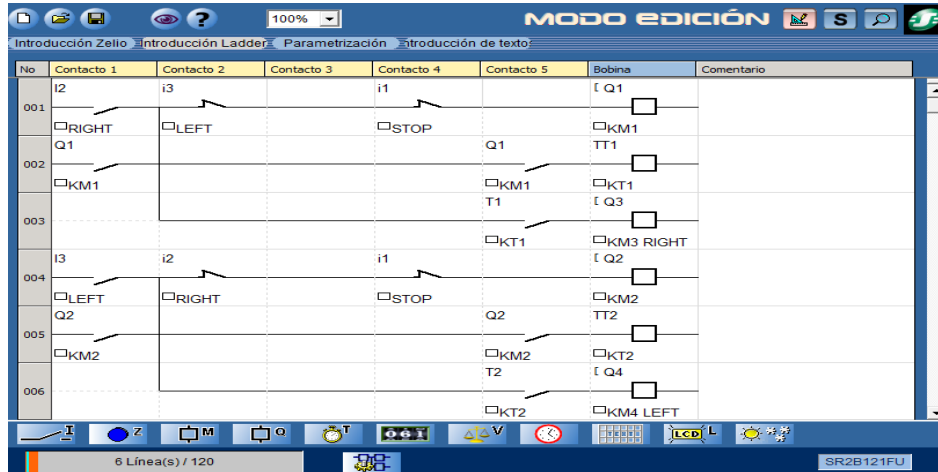 100%
MODO EDICIÓN
S
Introducción Zelio Introducción Ladder Parametrización ntroducción de texto
No Contacto 1 Contacto 2 Contacto 3 Contacto 4 Contacto 5 Bobina Comentario
I2 i3 i1 [ Q1
001
RIGHT LEFT STOP KM1
Q1 Q1 TT1
002
KM1 KM1 KT1
T1 [ Q3
003
KT1 KM3 RIGHT
I3 i2 i1 [ Q2
004
LEFT RIGHT STOP KM2
Q2 Q2 TT2
005
KM2 KM2 KT2
T2 [ Q4
006
KT2 KM4 LEFT
I Z M Q T V LCD L
6 Línea(s) / 120 SR2B121FU